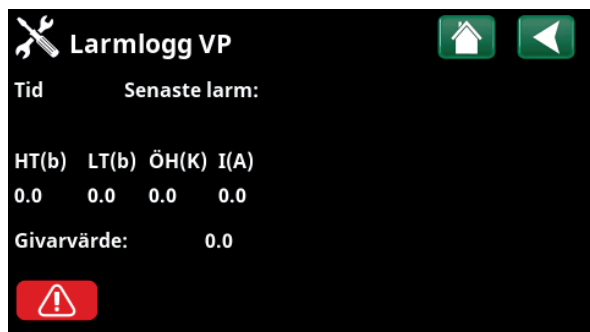 Larmlogg VP
Tid Senaste larm:
HT(b) LT(b) ÖH(K) I(A)
0.0 0.0 0.0 0.0
Givarvärde: 0.0